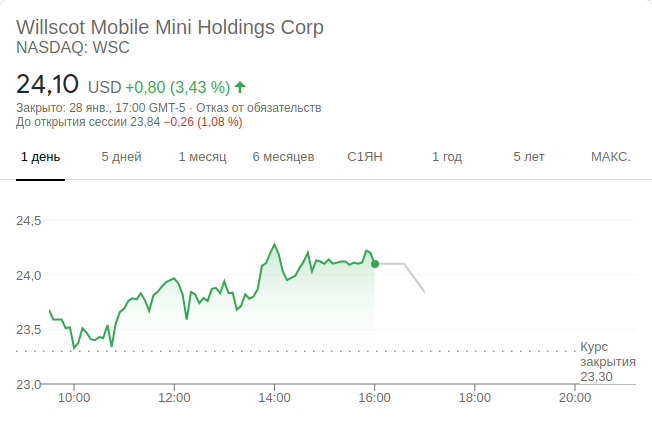 Willscot Mobile Mini Holdings Corp
NASDAQ: WSC
24,10 USD +0,80 (3,43 %)
Закрыто: 28 янв., 17:00 GMT-5 · Отказ от обязательств
До открытия сессии 23,84 −0,26 (1,08 %)
1 день 5 дней 1 месяц 6 месяцев С1ЯН 1 год 5 лет МАКС.
24,5
24,0
23,5
Курс
закрытия
23,30
23,0
10:00 12:00 14:00 16:00 18:00 20:00